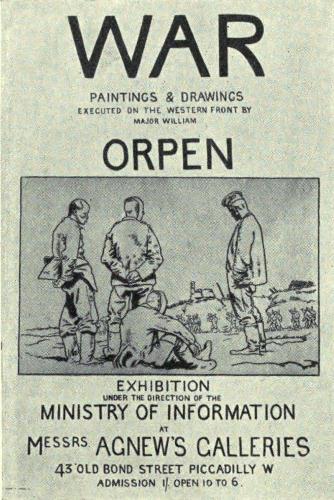 WAR
PAINTINGS & DRAWINGS
EXECUTED ON THE WESTERN FRONT BY
MAJOR WILLIAM
ORPEN
EXHIBITION
UNDER THE DIRECTION OF THE
MINISTRY OF INFORMATION
AT
MESSRS AGNEW'S GALLERIES
43 OLD BOND STREET PICCADILLY W
ADMISSION 1/. OPEN 10 TO 6.